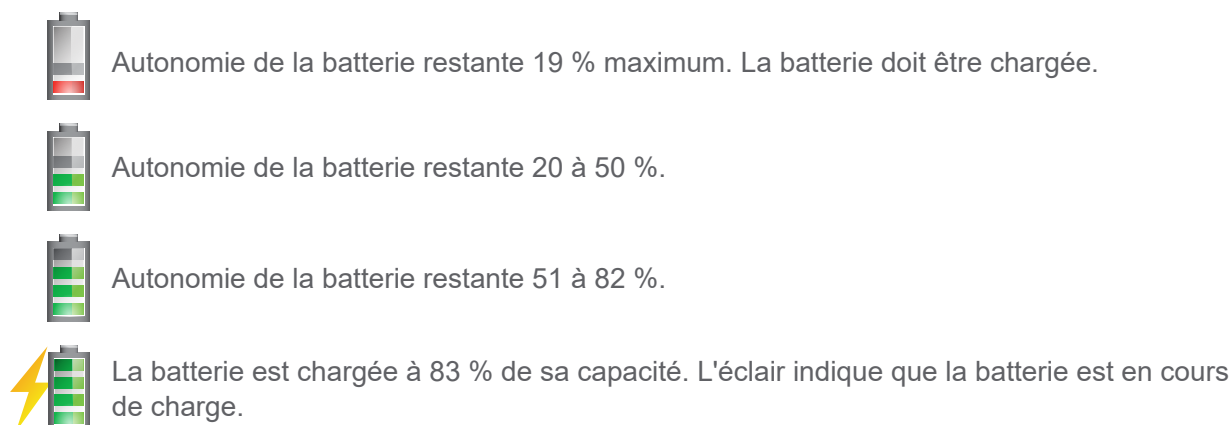 Autonomie de la batterie restante 19 % maximum. La batterie doit être chargée.
Autonomie de la batterie restante 20 à 50 %.
Autonomie de la batterie restante 51 à 82 %.
La batterie est chargée à 83 % de sa capacité. L'éclair indique que la batterie est en cours
de charge.